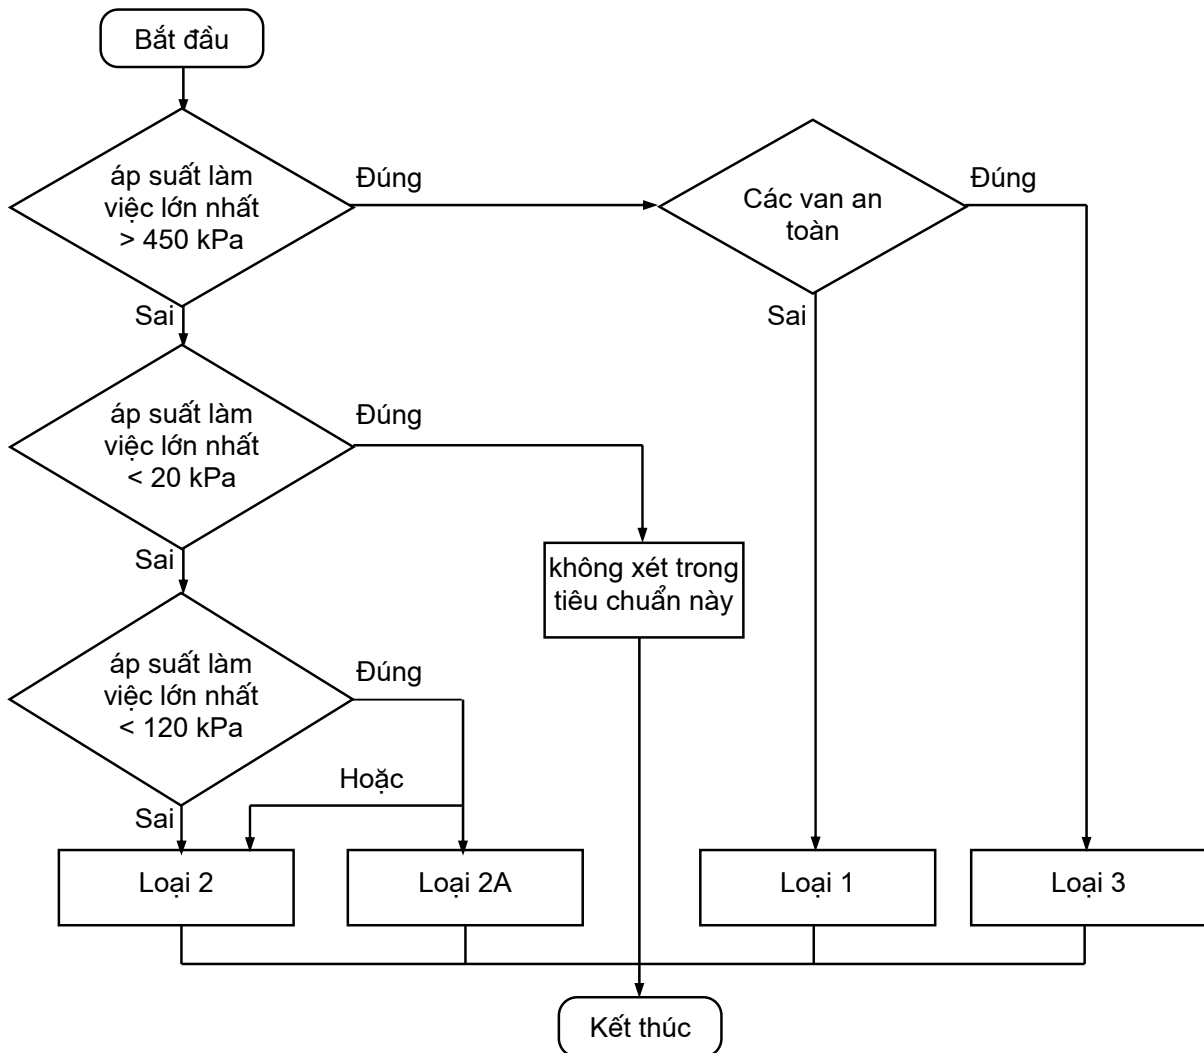 Bắt đầu
áp suất làm
việc lớn nhất
> 450 kPa
Đúng
Các van an
toàn
Đúng
Sai
Sai
áp suất làm
việc lớn nhất
< 20 kPa
Đúng
Sai
không xét trong
tiêu chuẩn này
áp suất làm
việc lớn nhất
< 120 kPa
Đúng
Hoặc
Sai
Loại 2
Loại 2A
Loại 1
Loại 3
Kết thúc